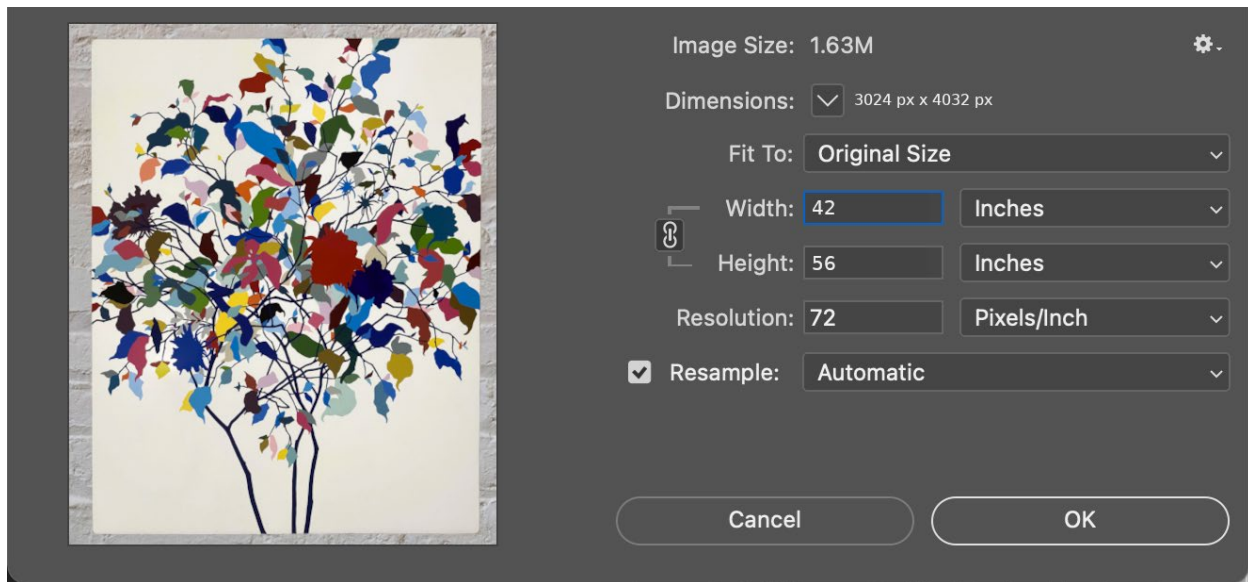 Image Size: 1.63M
Dimensions: 3024 px x 4032 px
Fit To: Original Size
Width: 42 Inches
Height: 56 Inches
Resolution: 72 Pixels/Inch
Resample: Automatic
Cancel OK